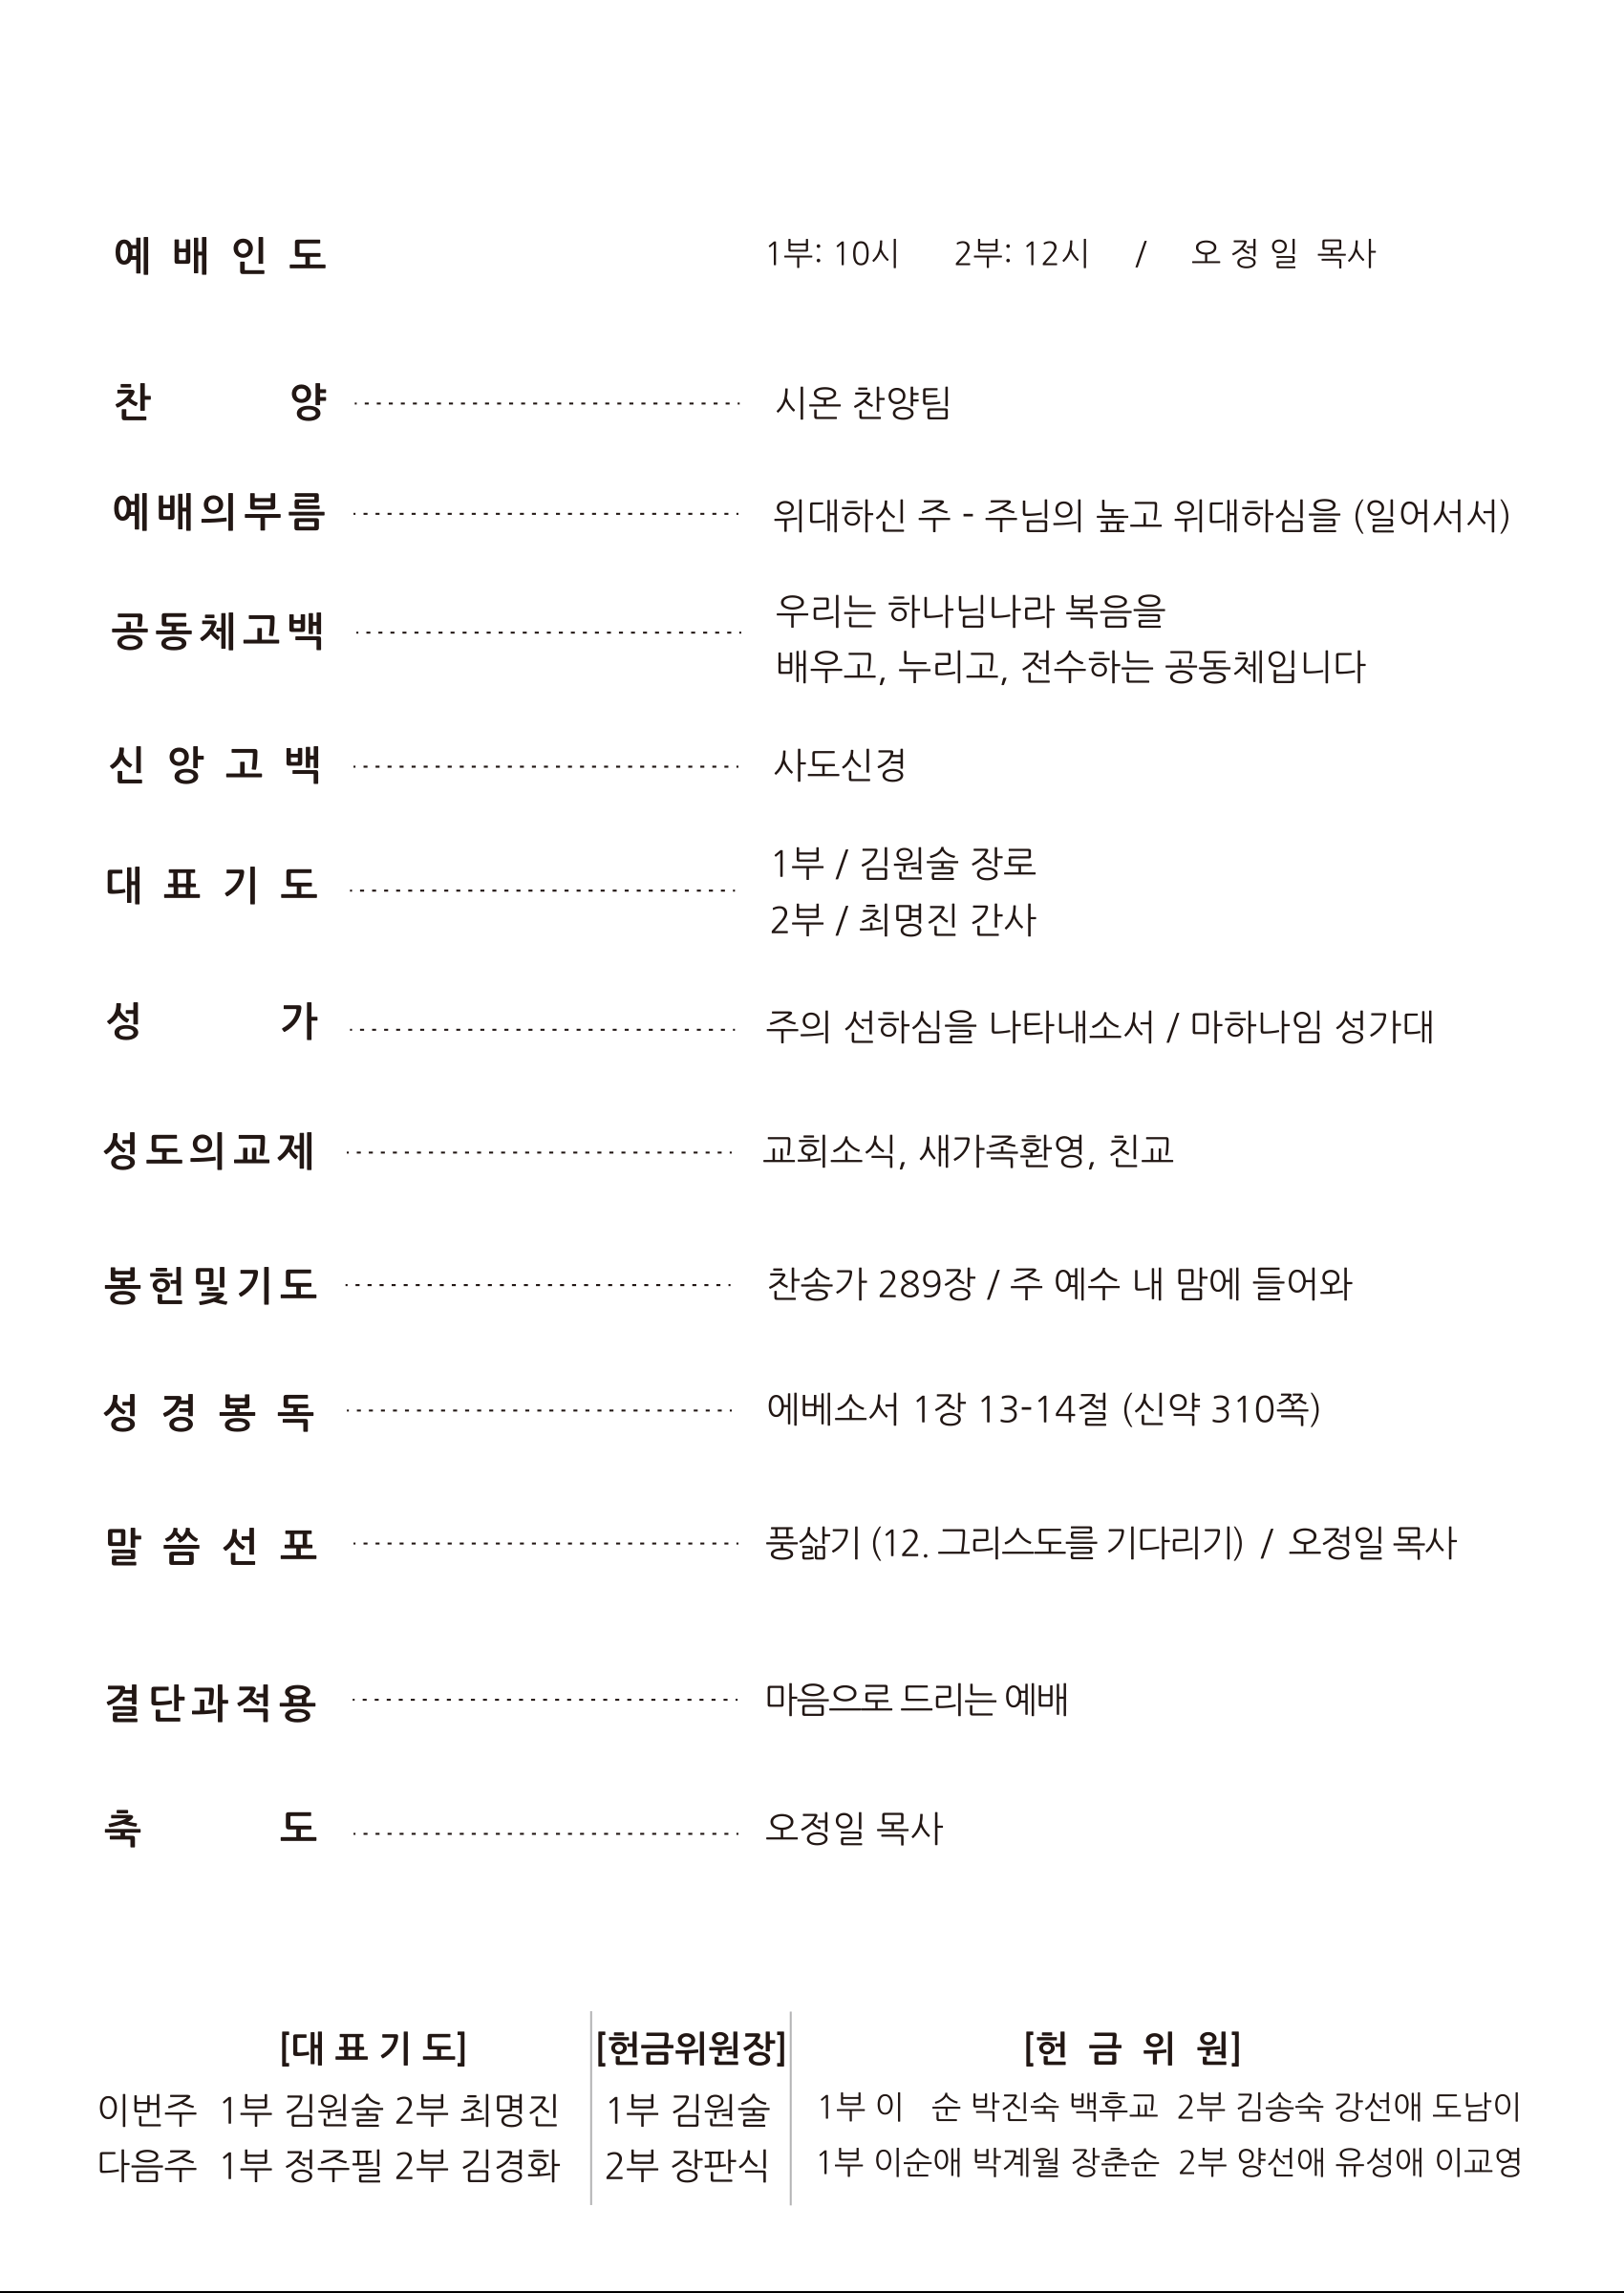 예 배 인 도 1부: 10시 2부: 12시 / 오 정 일 목사
찬 양 시온 찬양팀
예배의부름 위대하신 주 - 주님의 높고 위대하심을 (일어서서)
공동체고백 우리는 하나님나라 복음을
배우고, 누리고, 전수하는 공동체입니다
신 앙 고 백 사도신경
대 표 기 도 1부 / 김원술 장로
2부 / 최명진 간사
성 가 주의 선하심을 나타내소서 / 마하나임 성가대
성도의교제 교회소식, 새가족환영, 친교
봉헌및기도 찬송가 289장 / 주 예수 내 맘에 들어와
성 경 봉 독 에베소서 1장 13-14절 (신약 310쪽)
말 씀 선 포 풍삶기 (12. 그리스도를 기다리기) / 오정일 목사
결단과적용 마음으로 드리는 예배
축 도 오정일 목사
[대 표 기 도] [헌금위원장] [헌 금 위 원]
이번주 1부 김원술 2부 최명진 1부 김원술 1부 이 순 박진숙 백후교 2부 김송숙 강선애 도남이
다음주 1부 정주필 2부 김경화 2부 장판식 1부 이순애 박계월 장춘순 2부 양선애 유성애 이교영